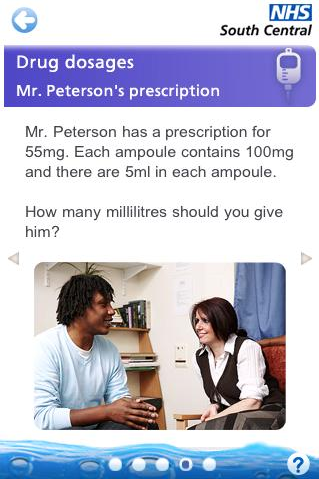 NHS
South Central
Drug dosages
Mr. Peterson's prescription
Mr. Peterson has a prescription for
55mg. Each ampoule contains 100mg
and there are 5ml in each ampoule.
How many millilitres should you give
him?
?